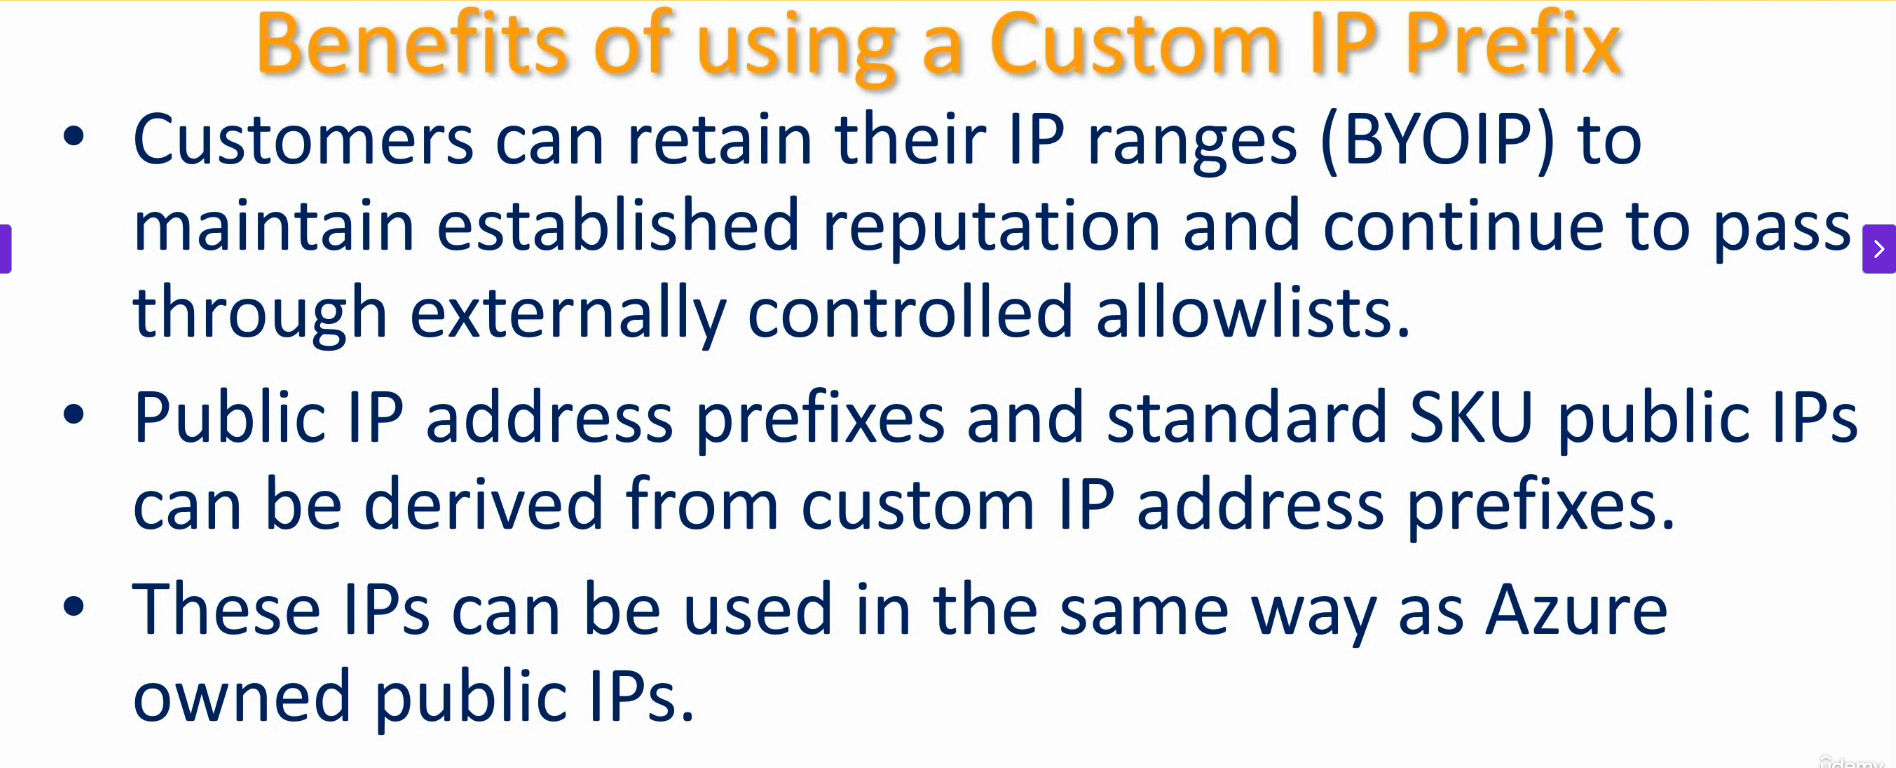 Benefits of using a Custom IP Prefix
• Customers can retain their IP ranges (BYOIP) to
maintain established reputation and continue to pass
through externally controlled allowlists.
• Public IP address prefixes and standard SKU public IPs
can be derived from custom IP address prefixes.
• These IPs can be used in the same way as Azure
owned public IPs.